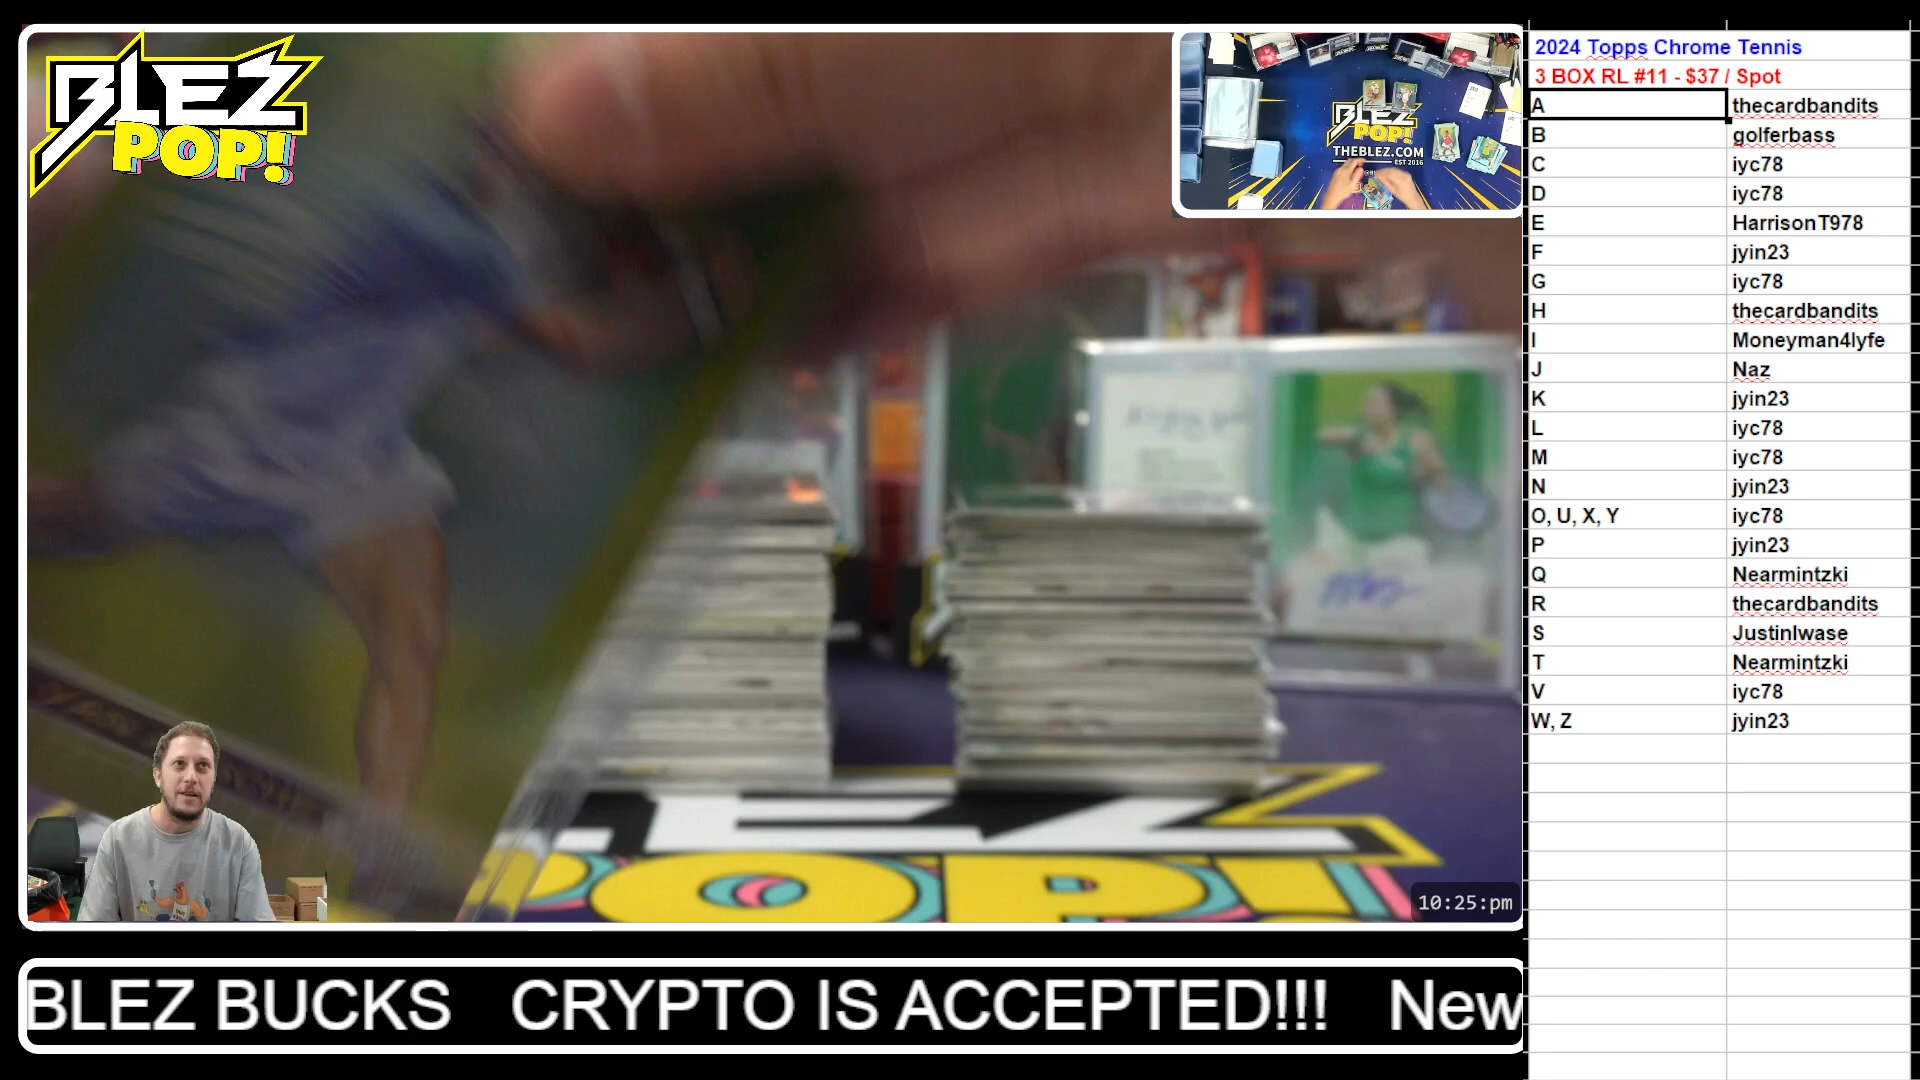 BLEZ
POP!
BLEZ
POP!
THEBLEZ.COM
EST 2016
10:25:pm
BLEZ BUCKS CRYPTO IS ACCEPTED!!! New
2024 Topps Chrome Tennis
3 BOX RL #11 - $37 / Spot
A thecardbandits
B golferbass
C iyc78
D iyc78
E HarrisonT978
F jyin23
G iyc78
H thecardbandits
I Moneyman4lyfe
J Naz
K jyin23
L iyc78
M iyc78
N jyin23
O, U, X, Y iyc78
P jyin23
Q Nearmintzki
R thecardbandits
S JustinIwase
T Nearmintzki
V iyc78
W, Z jyin23